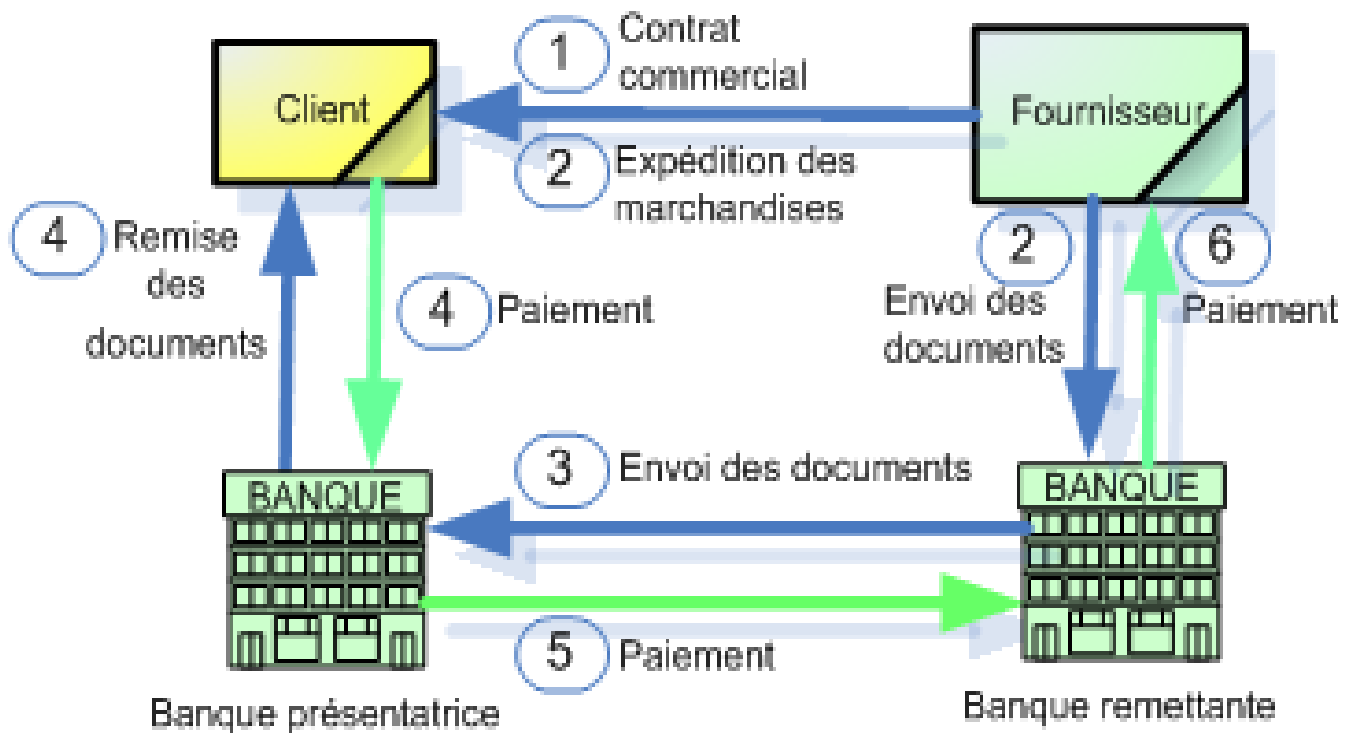 1 Contrat
commercial
Client
Fournisseur
2 Expédition des
marchandises
4 Remise
des
documents
4 Paiement
2
Envoi des
documents
6
Paiement
3 Envoi des documents
BANQUE
BANQUE
5 Paiement
Banque présentatrice
Banque remettante